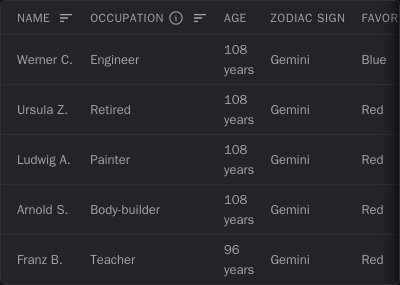 NAME OCCUPATION AGE ZODIAC SIGN FAVOR
Werner C. Engineer 108 years Gemini Blue
Ursula Z. Retired 108 years Gemini Red
Ludwig A. Painter 108 years Gemini Red
Arnold S. Body-builder 108 years Gemini Red
Franz B. Teacher 96 years Gemini Red